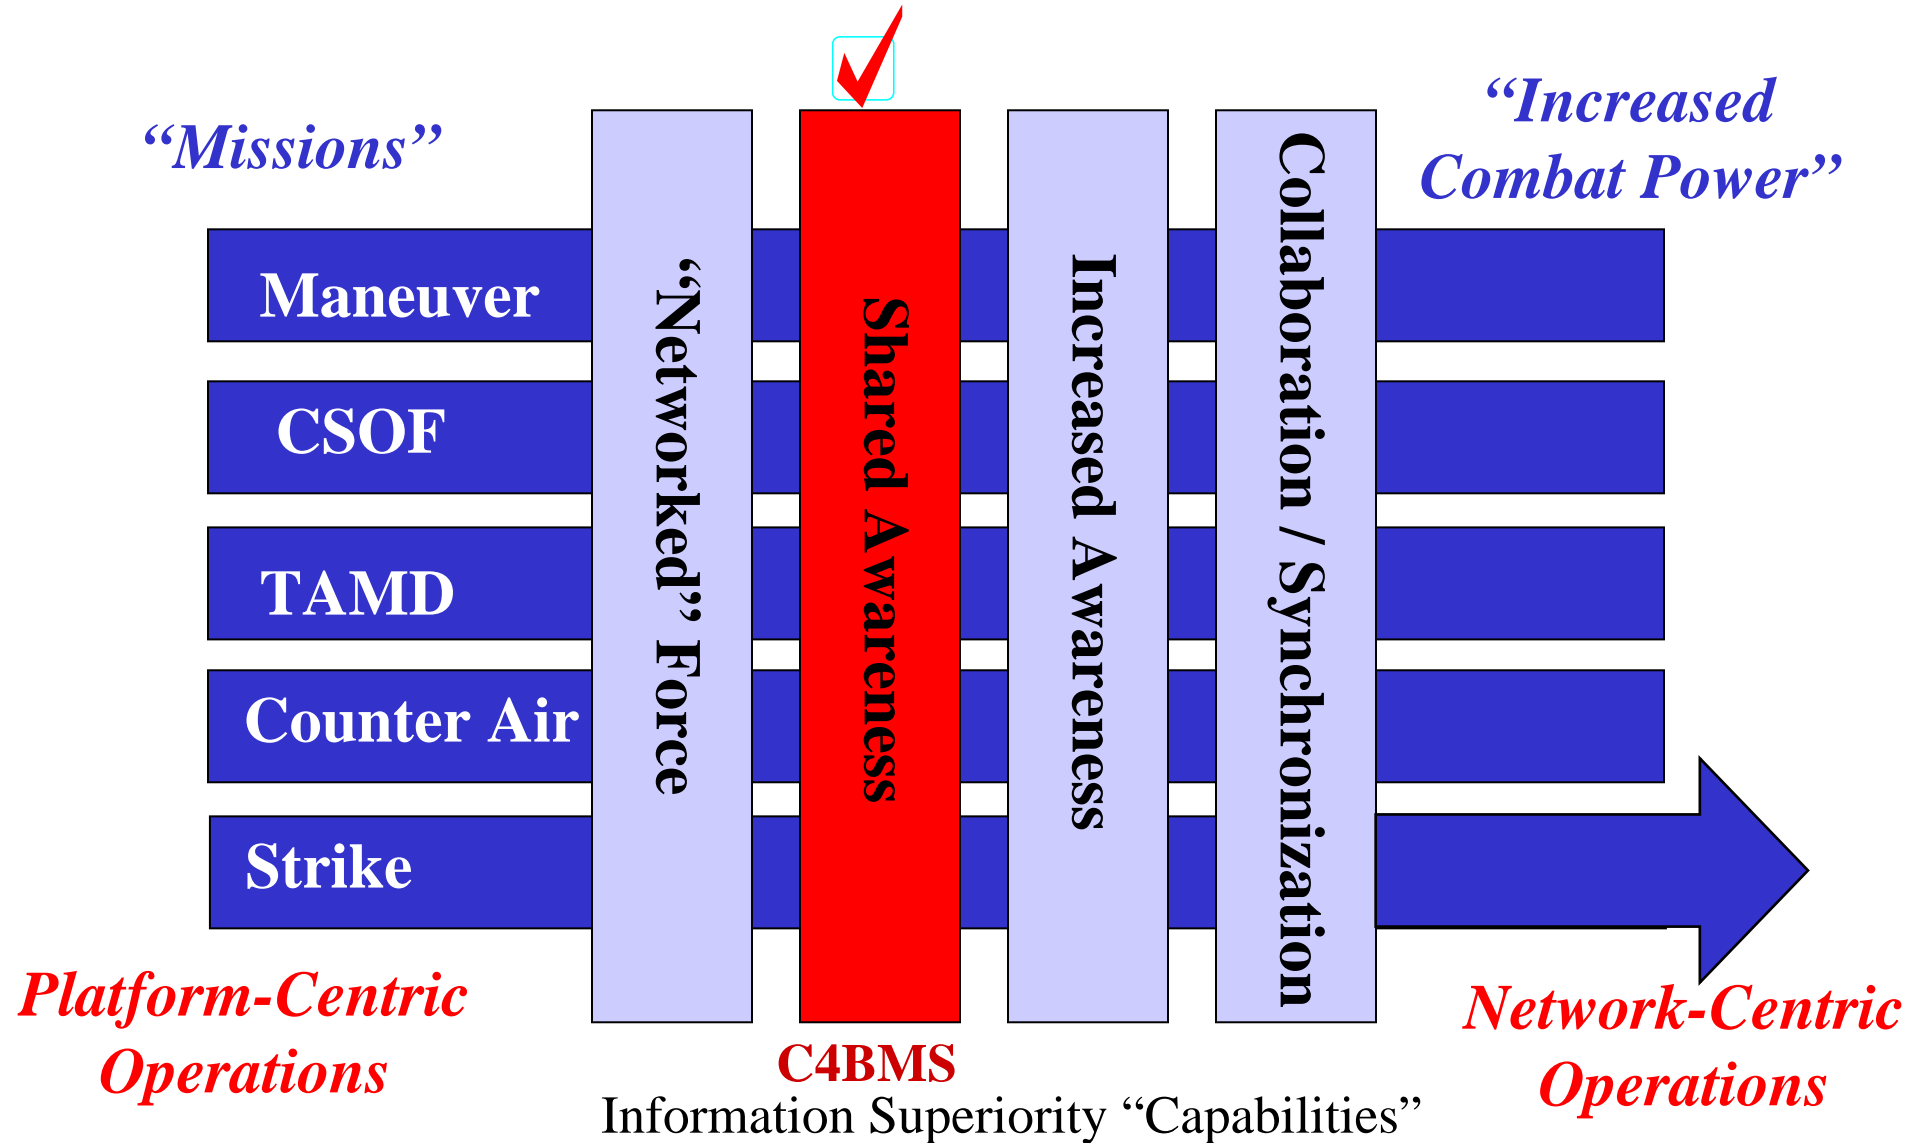 “Missions”
“Increased
Combat Power”
Maneuver
CSOF
TAMD
Counter Air
Strike
“Networked” Force
Shared Awareness
Increased Awareness
Collaboration / Synchronization
Platform-Centric
Operations
C4BMS
Information Superiority “Capabilities”
Network-Centric
Operations